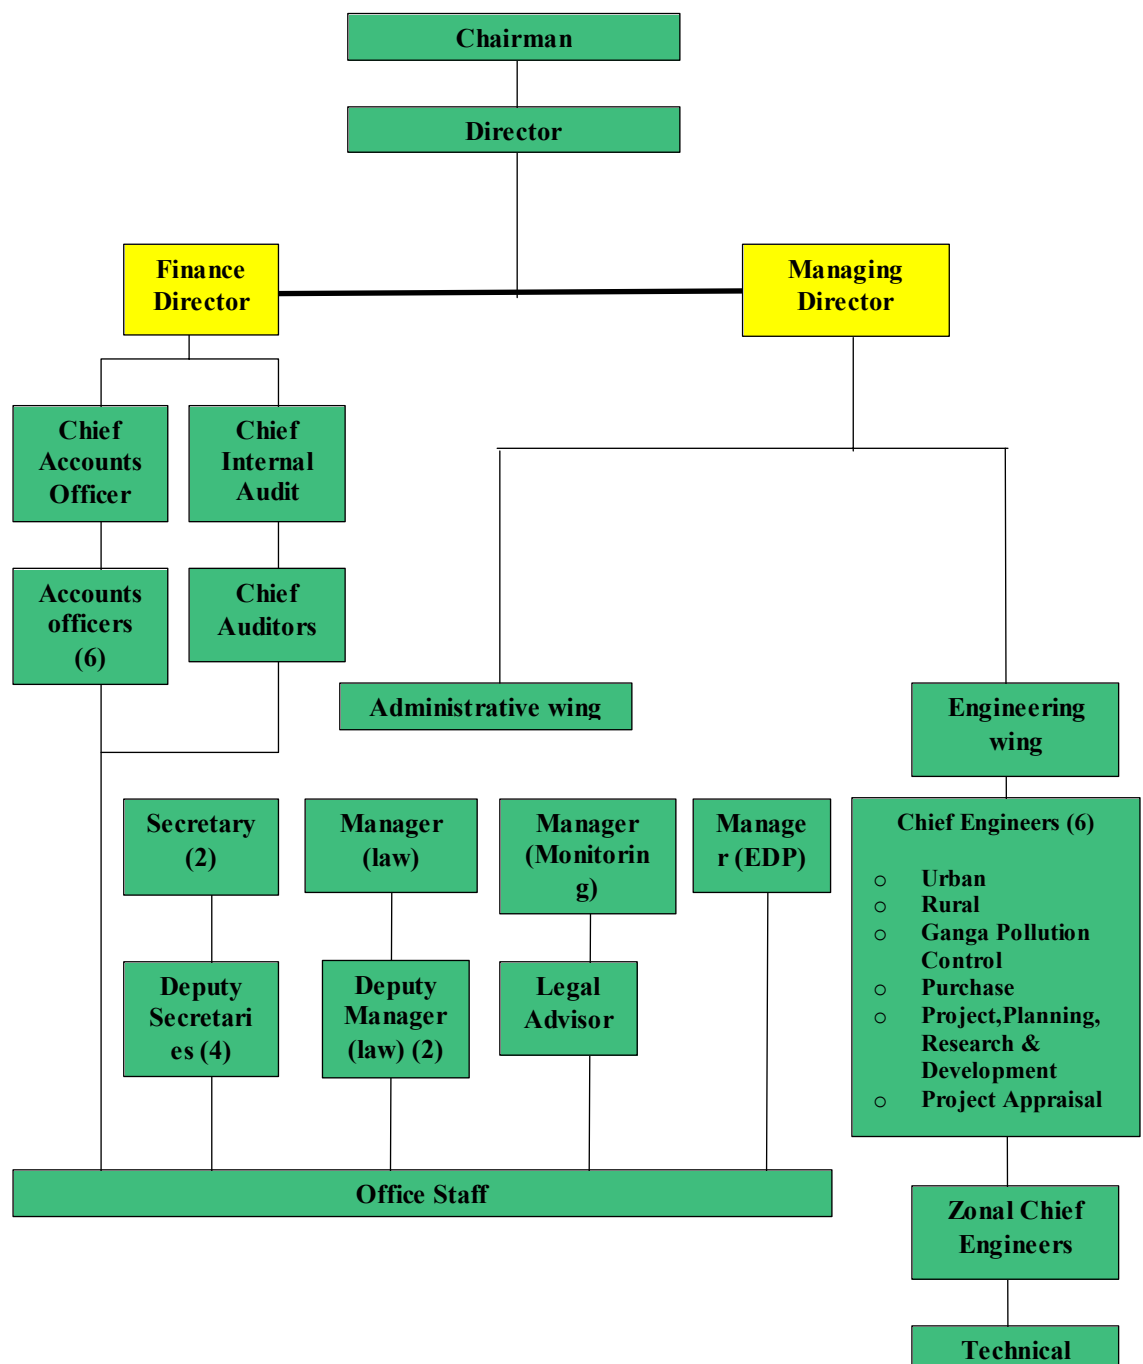 Chairman
Director
Finance
Director
Managing
Director
Chief
Accounts
Officer
Chief
Internal
Audit
Accounts
officers
(6)
Chief
Auditors
Administrative wing
Engineering
wing
Secretary
(2)
Manager
(law)
Manager
(Monitorin
g)
Manage
r (EDP)
Chief Engineers (6)
o Urban
o Rural
o Ganga Pollution
Control
o Purchase
o Project,Planning,
Research &
Development
o Project Appraisal
Deputy
Secretari
es (4)
Deputy
Manager
(law) (2)
Legal
Advisor
Office Staff
Zonal Chief
Engineers
Technical